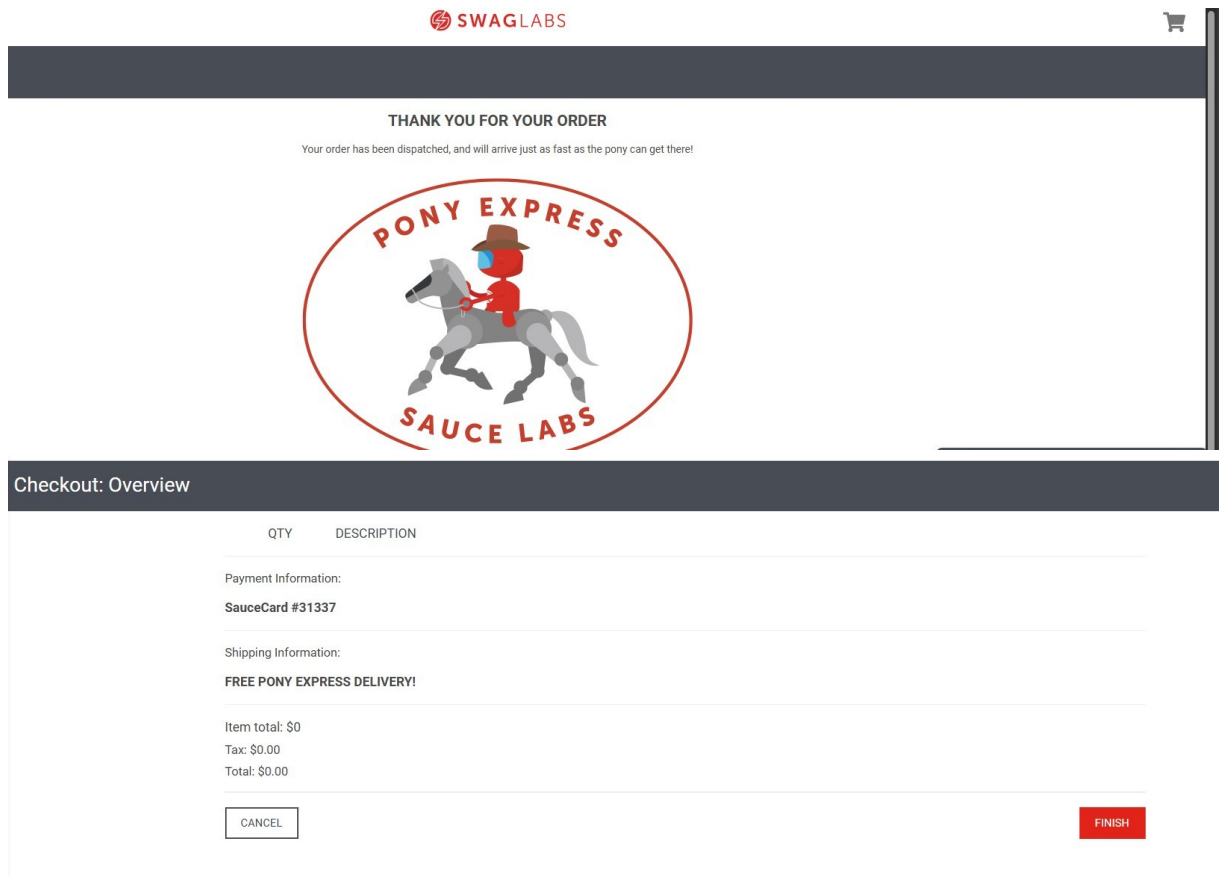 SWAGLABS
THANK YOU FOR YOUR ORDER
Your order has been dispatched, and will arrive just as fast as the pony can get there!
PONY EXPRESS
SAUCE LABS
Checkout: Overview
QTY DESCRIPTION
Payment Information:
SauceCard #31337
Shipping Information:
FREE PONY EXPRESS DELIVERY!
Item total: $0
Tax: $0.00
Total: $0.00
CANCEL FINISH